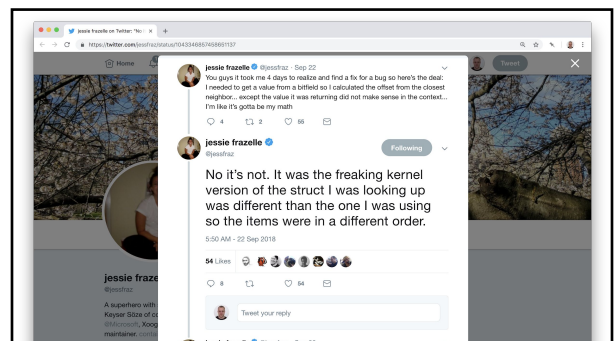 jessie frazelle on Twitter: "No i
https://twitter.com/jessfraz/status/1043346857458651137
Home
Tweet
jessie frazelle @jessfraz · Sep 22
You guys it took me 4 days to realize and find a fix for a bug so here's the deal:
I needed to get a value from a bitfield so I calculated the offset from the closest
neighbor... except the value it was returning did not make sense in the context...
I'm like it's gotta be my math
4 2 55
jessie frazelle
@jessfraz
Following
No it's not. It was the freaking kernel
version of the struct I was looking up
was different than the one I was using
so the items were in a different order.
5:50 AM - 22 Sep 2018
54 Likes
8 54
Tweet your reply
jessie fraze
@jessfraz
A superhero with
Keyser Söze of co
@Microsoft, Xoog
maintainer.